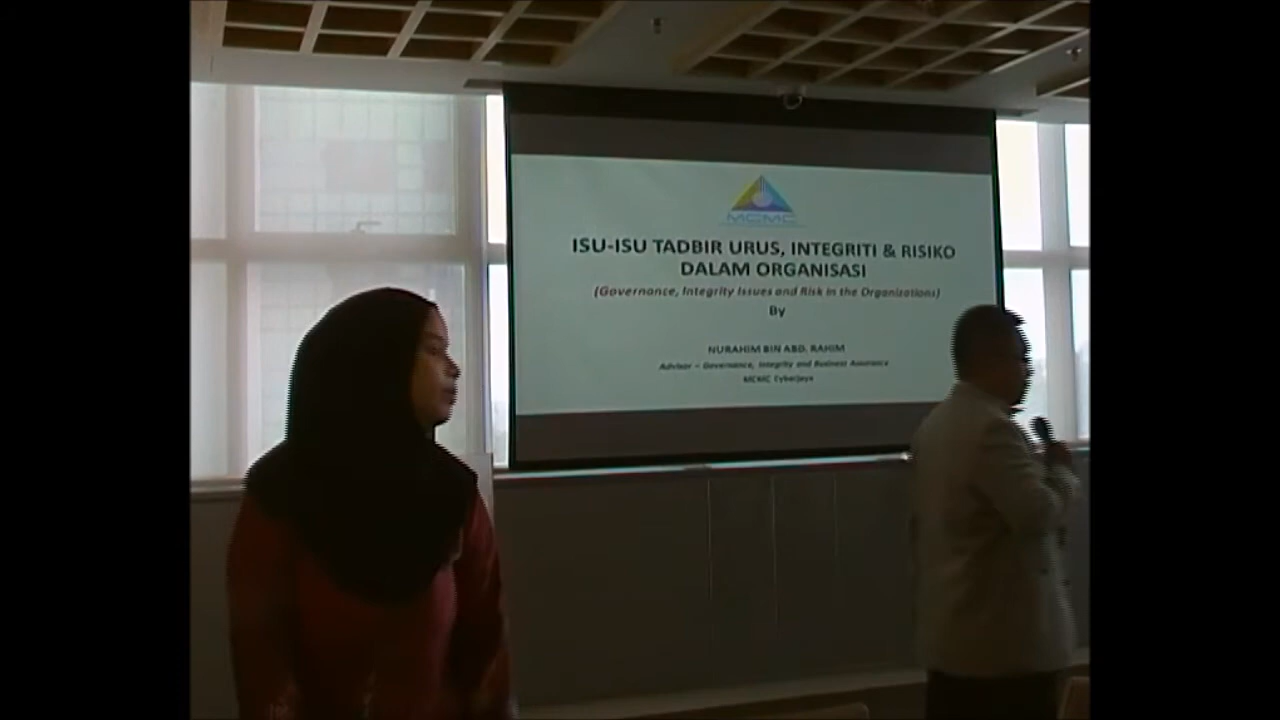 MCMC
ISU-ISU TADBIR URUS, INTEGRITI & RISIKO
DALAM ORGANISASI
(Governance, Integrity Issues and Risk in the Organizations)
By
NURAHIM BIN ABD. RAHIM
Advisor – Governance, Integrity and Business Assurance
MCMC Cyberjaya